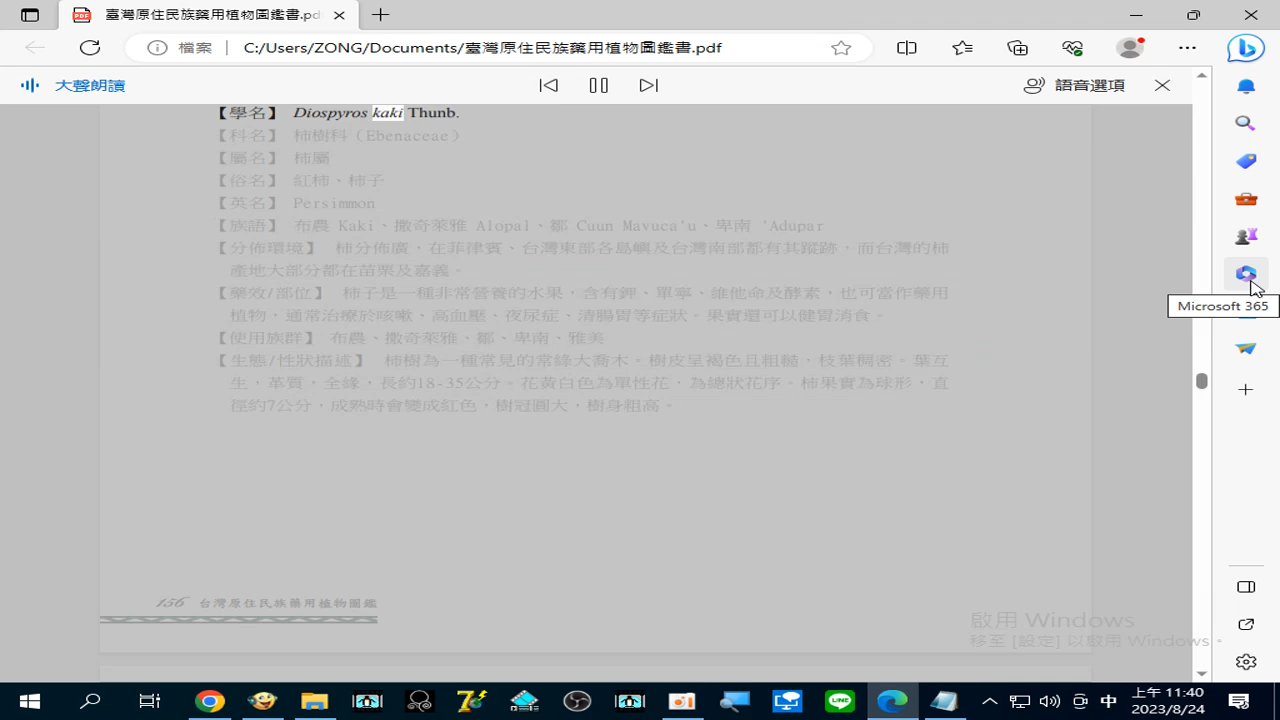 臺灣原住民族藥用植物圖鑑書.pdf
檔案 C:/Users/ZONG/Documents/臺灣原住民族藥用植物圖鑑書.pdf
大聲朗讀
語音選項
【學名】 Diospyros kaki Thunb.
【科名】 柿樹科（Ebenaceae）
【屬名】 柿屬
【俗名】 紅柿、柿子
【英名】 Persimmon
【族語】 布農 Kaki、撒奇萊雅 Alopal、鄒 Cuun Mavuca'u、卑南 'Adupar
【分佈環境】 柿分佈廣，在菲律賓、台灣東部各島嶼及台灣南部都有其蹤跡，而台灣的柿
產地大部分都在苗栗及嘉義。
【藥效/部位】 柿子是一種非常營養的水果，含有鉀、單寧、維他命及酵素，也可當作藥用
植物，通常治療於咳嗽、高血壓、夜尿症、清腸胃等症狀。果實還可以健胃消食。
【使用族群】 布農、撒奇萊雅、鄒、卑南、雅美
【生態/性狀描述】 柿樹為一種常見的常綠大喬木。樹皮呈褐色且粗糙，枝葉稠密。葉互
生，革質，全緣，長約18-35公分。花黃白色為單性花，為總狀花序。柿果實為球形，直
徑約7公分，成熟時會變成紅色，樹冠圓大，樹身粗高。
Microsoft 365
156 台灣原住民族藥用植物圖鑑
啟用 Windows
移至 [設定] 以啟用 Windows。
中
上午 11:40
2023/8/24